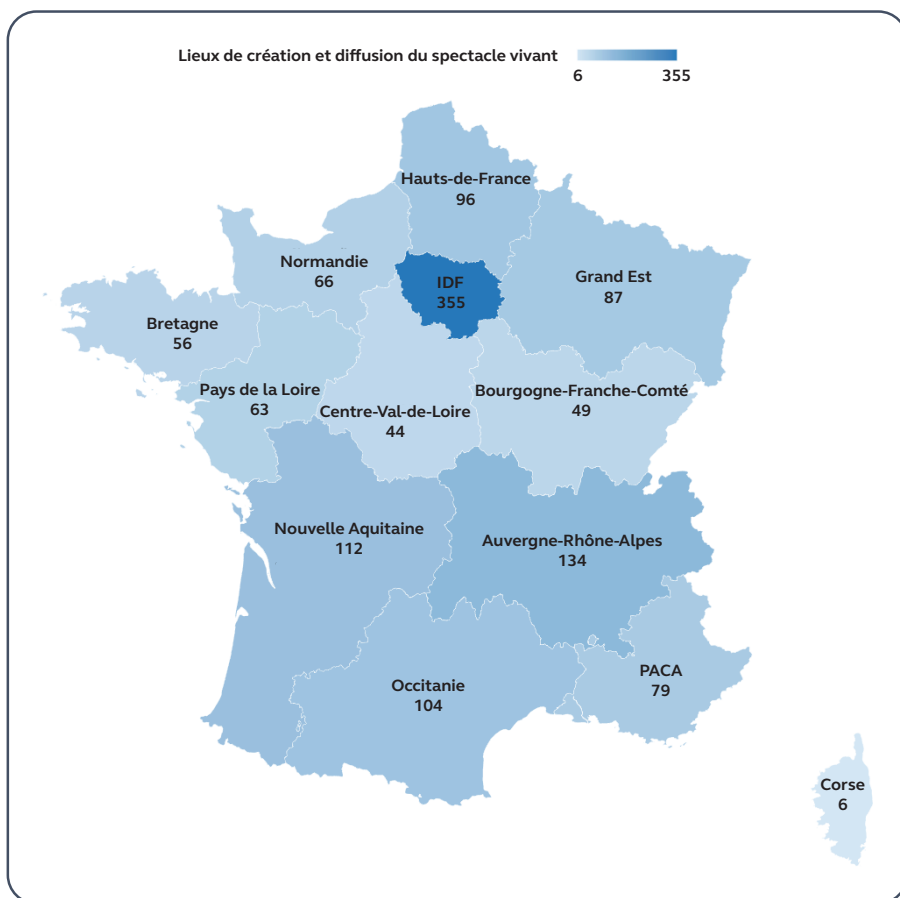 Lieux de création et diffusion du spectacle vivant
6 355
Hauts-de-France
96
Normandie
66
IDF
355
Grand Est
87
Bretagne
56
Pays de la Loire
63
Centre-Val-de-Loire
44
Bourgogne-Franche-Comté
49
Nouvelle Aquitaine
112
Auvergne-Rhône-Alpes
134
Occitanie
104
PACA
79
Corse
6